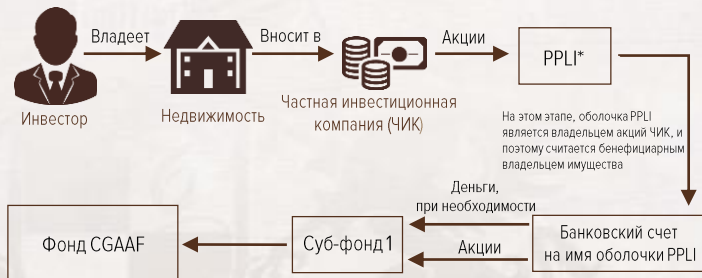 Владеет
Вносит в
Акции
PPLI*
Инвестор
Недвижимость
Частная инвестиционная
компания (ЧИК)
На этом этапе, оболочка PPLI
является владельцем акций ЧИК, и
поэтому считается бенефициарным
владельцем имущества
Деньги,
при необходимости
Фонд CGAAF
Суб-фонд 1
Акции
Банковский счет
на имя оболочки PPLI